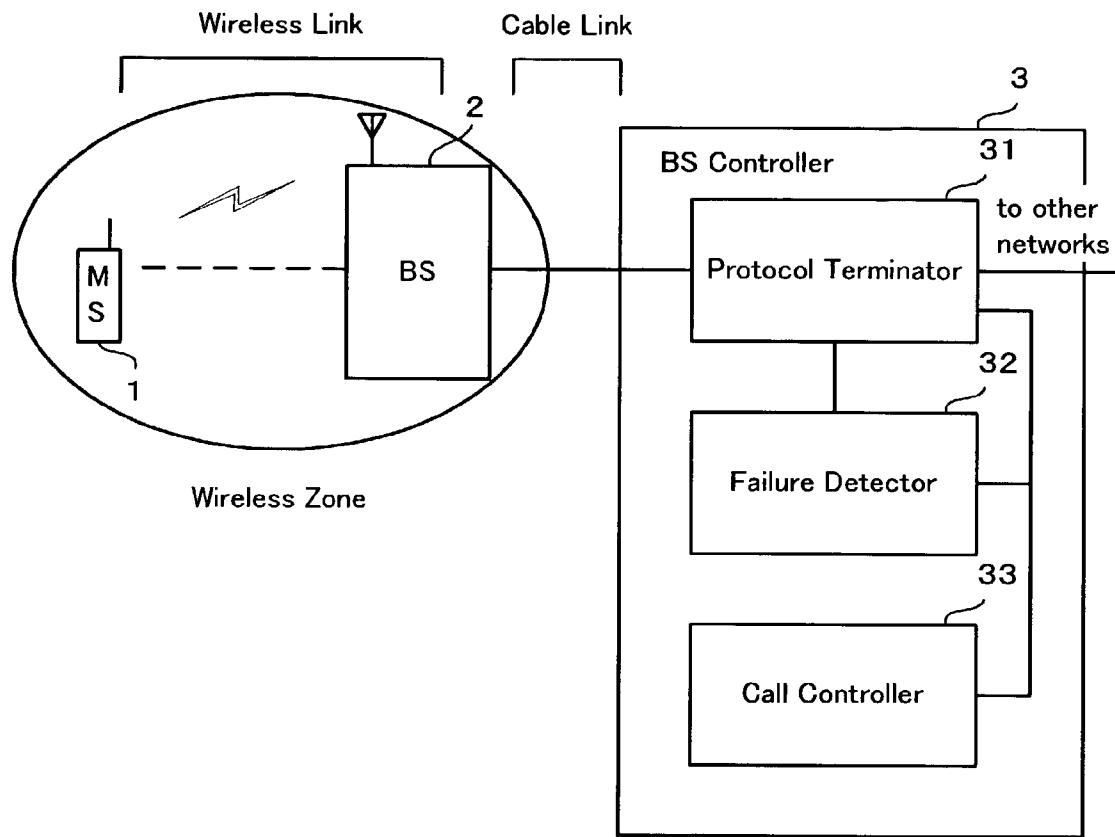 Wireless Link
Cable Link
2
3
BS Controller
31
to other
networks
MS
BS
Protocol Terminator
1
32
Failure Detector
Wireless Zone
33
Call Controller